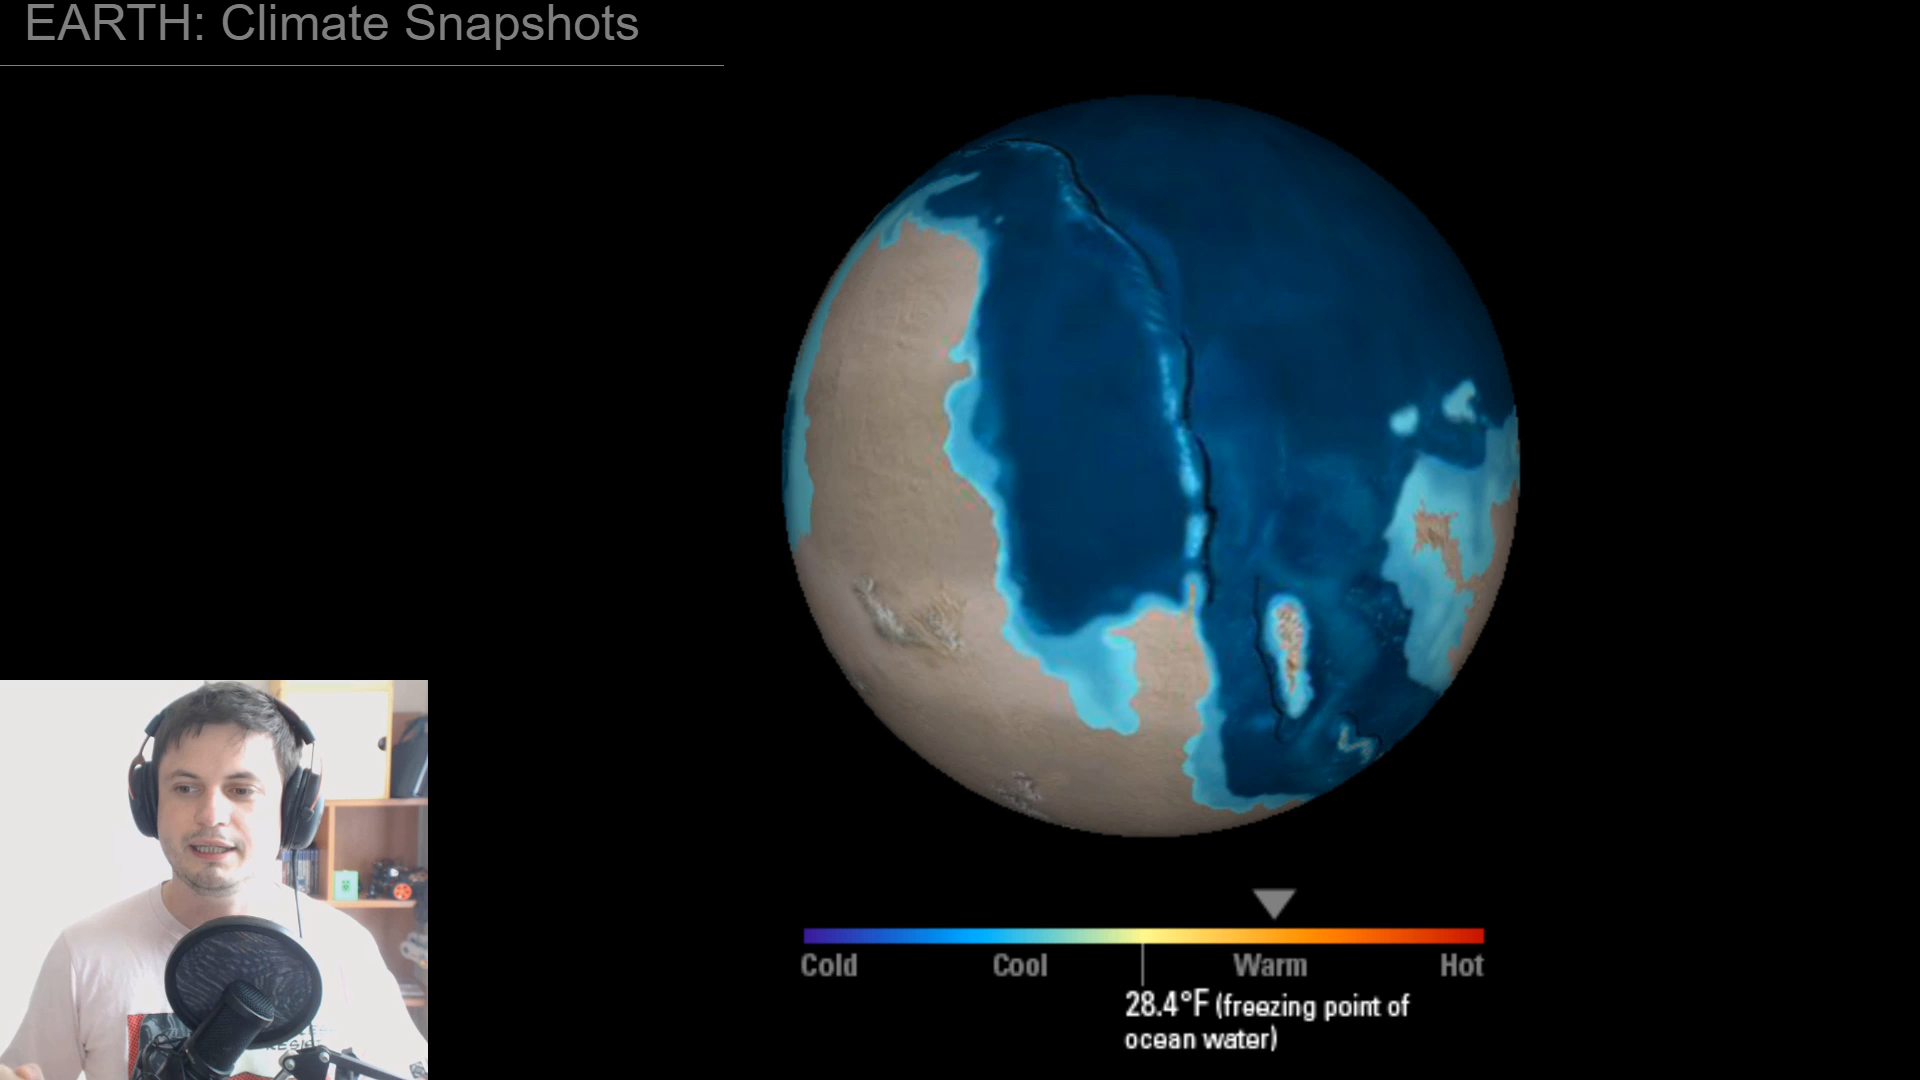 EARTH: Climate Snapshots
Cold Cool Warm Hot
28.4°F (freezing point of
ocean water)